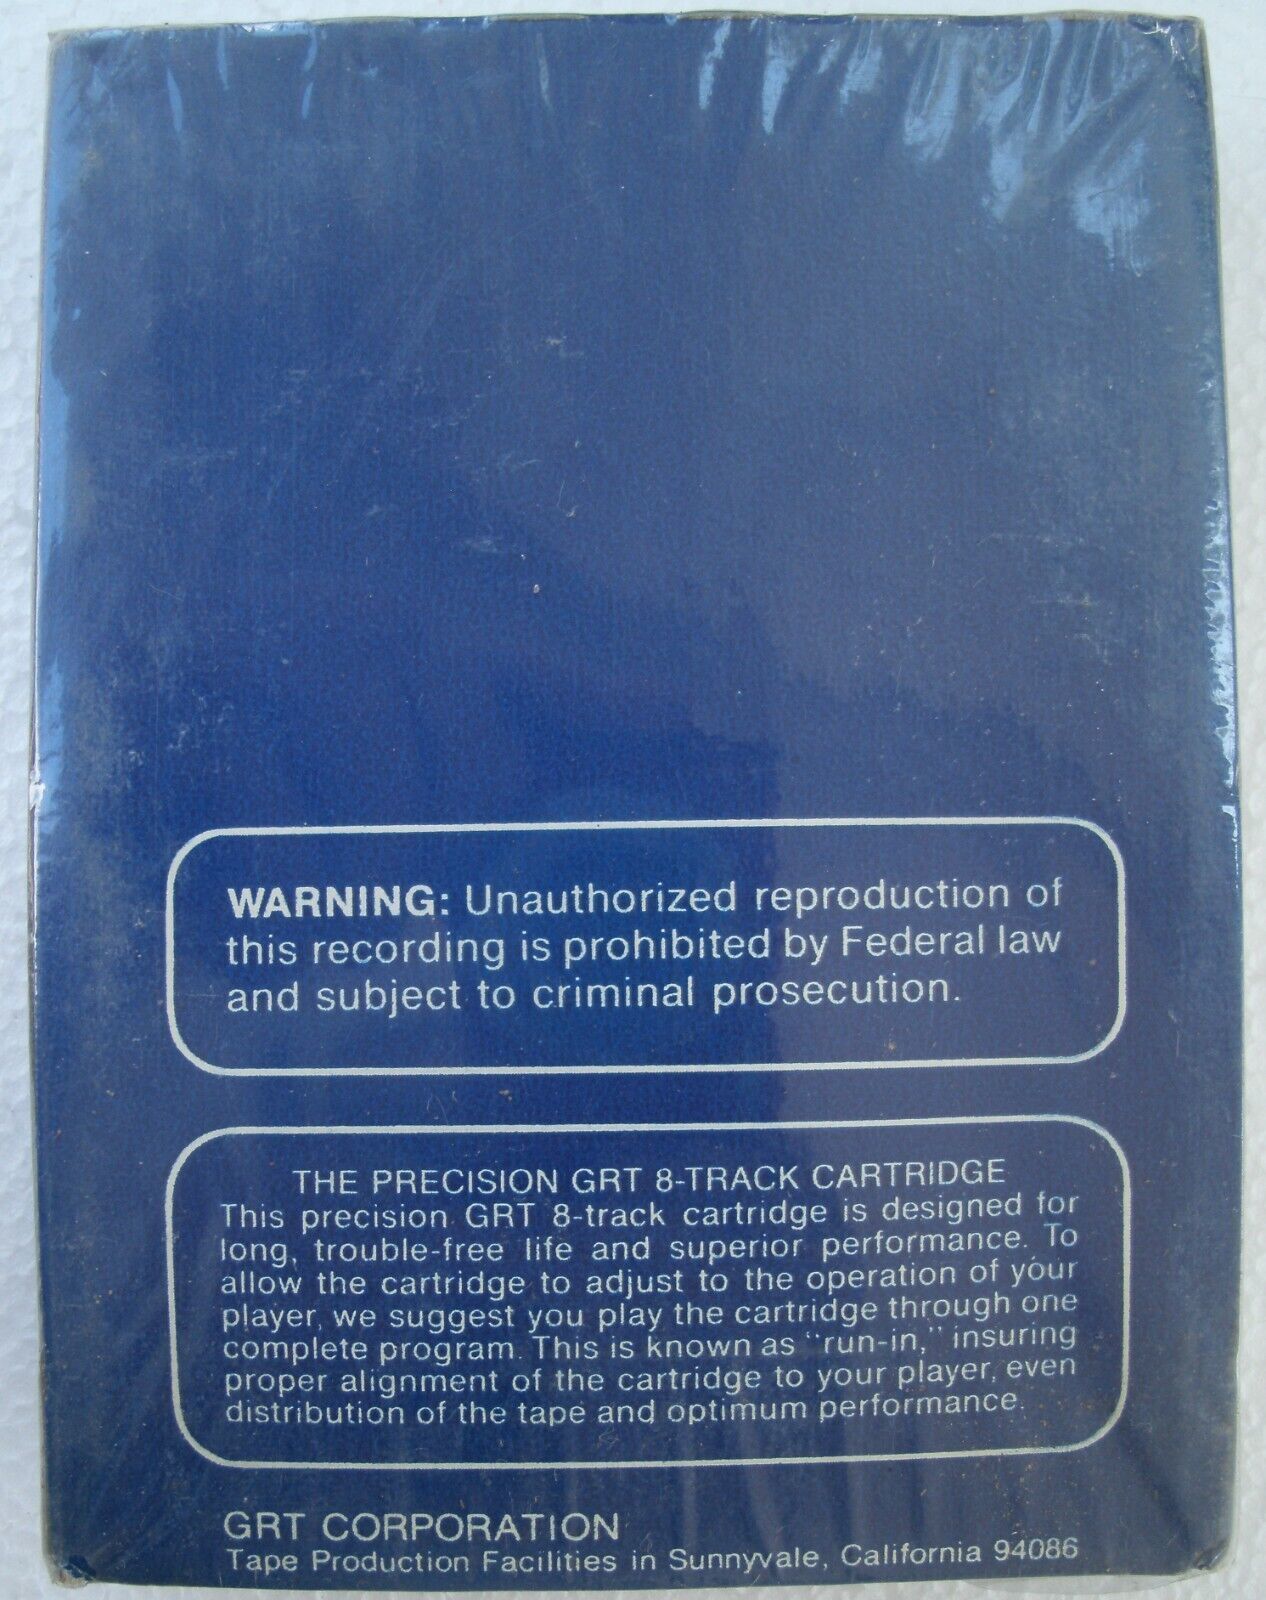 WARNING: Unauthorized reproduction of
this recording is prohibited by Federal law
and subject to criminal prosecution.
THE PRECISION GRT 8-TRACK CARTRIDGE
This precision GRT 8-track cartridge is designed for
long, trouble-free life and superior performance. To
allow the cartridge to adjust to the operation of your
player, we suggest you play the cartridge through one
complete program. This is known as "run-in," insuring
proper alignment of the cartridge to your player, even
distribution of the tape and optimum performance.
GRT CORPORATION
Tape Production Facilities in Sunnyvale, California 94086